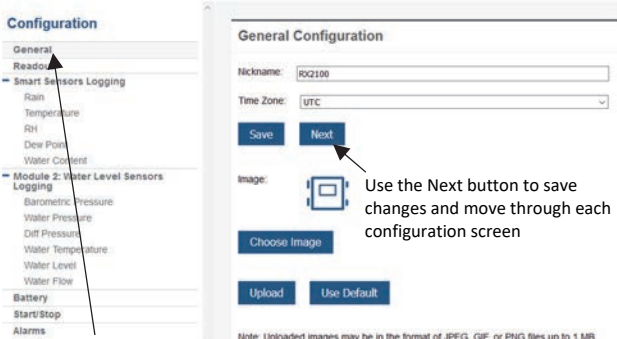 Configuration
General
Readout
Smart Sensors Logging
Rain
Temperature
RH
Dew Point
Water Content
Module 2: Water Level Sensors
Logging
Barometric Pressure
Water Pressure
Diff Pressure
Water Temperature
Water Level
Water Flow
Battery
Start/Stop
Alarms
General Configuration
Nickname: RX2100
Time Zone: UTC
Save Next
Image:
Use the Next button to save
changes and move through each
configuration screen
Choose Image
Upload Use Default
Note: Uploaded images may be in the format of JPEG, GIF, or PNG files up to 1 MB